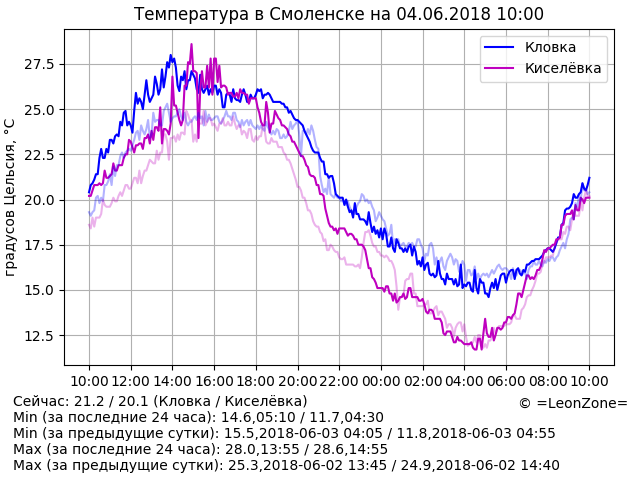 Температура в Смоленске на 04.06.2018 10:00
Кловка
Киселёвка
градусов Цельсия, °C
27.5
25.0
22.5
20.0
17.5
15.0
12.5
10:00 12:00 14:00 16:00 18:00 20:00 22:00 00:00 02:00 04:00 06:00 08:00 10:00
Сейчас: 21.2 / 20.1 (Кловка / Киселёвка)
© =LeonZone=
Min (за последние 24 часа): 14.6,05:10 / 11.7,04:30
Min (за предыдущие сутки): 15.5,2018-06-03 04:05 / 11.8,2018-06-03 04:55
Max (за последние 24 часа): 28.0,13:55 / 28.6,14:55
Max (за предыдущие сутки): 25.3,2018-06-02 13:45 / 24.9,2018-06-02 14:40